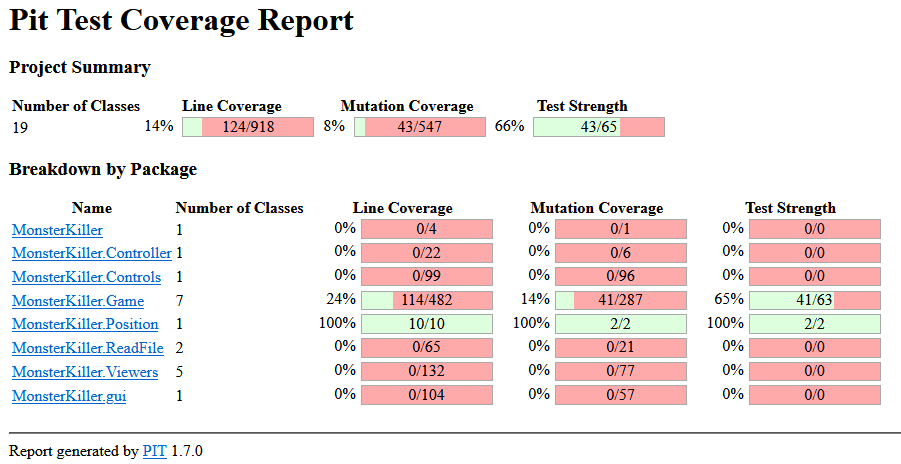 Pit Test Coverage Report
Project Summary
Number of Classes Line Coverage Mutation Coverage Test Strength
19 14% 124/918 8% 43/547 66% 43/65
Breakdown by Package
Name Number of Classes Line Coverage Mutation Coverage Test Strength
MonsterKiller 1 0% 0/4 0% 0/1 0% 0/0
MonsterKiller.Controller 1 0% 0/22 0% 0/6 0% 0/0
MonsterKiller.Controls 1 0% 0/99 0% 0/96 0% 0/0
MonsterKiller.Game 7 24% 114/482 14% 41/287 65% 41/63
MonsterKiller.Position 1 100% 10/10 100% 2/2 100% 2/2
MonsterKiller.ReadFile 2 0% 0/65 0% 0/21 0% 0/0
MonsterKiller.Viewers 5 0% 0/132 0% 0/77 0% 0/0
MonsterKiller.gui 1 0% 0/104 0% 0/57 0% 0/0
Report generated by PIT 1.7.0